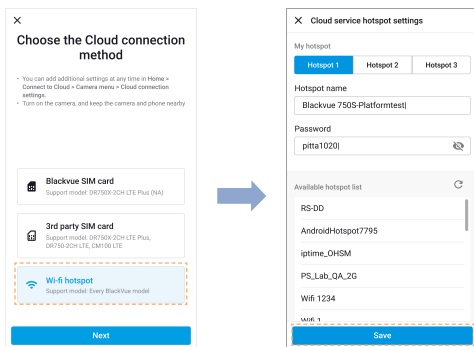 Choose the Cloud connection
method
• You can add additional settings at any time in Home >
Connect to Cloud > Camera menu > Cloud connection
settings.
• Turn on the camera, and keep the camera and phone nearby
Blackvue SIM card
Support model: DR750X-2CH LTE Plus (NA)
3rd party SIM card
Support model: DR750X-2CH LTE Plus,
DR750-2CH LTE, CM100 LTE
Wi-fi hotspot
Support model: Every BlackVue model
Next
Cloud service hotspot settings
My hotspot
Hotspot 1 Hotspot 2 Hotspot 3
Hotspot name
Blackvue 750S-Platformtest
Password
pitta1020
Available hotspot list
RS-DD
AndroidHotspot7795
iptime_OHSM
PS_Lab_QA_2G
Wifi 1234
Wifi 1
Save